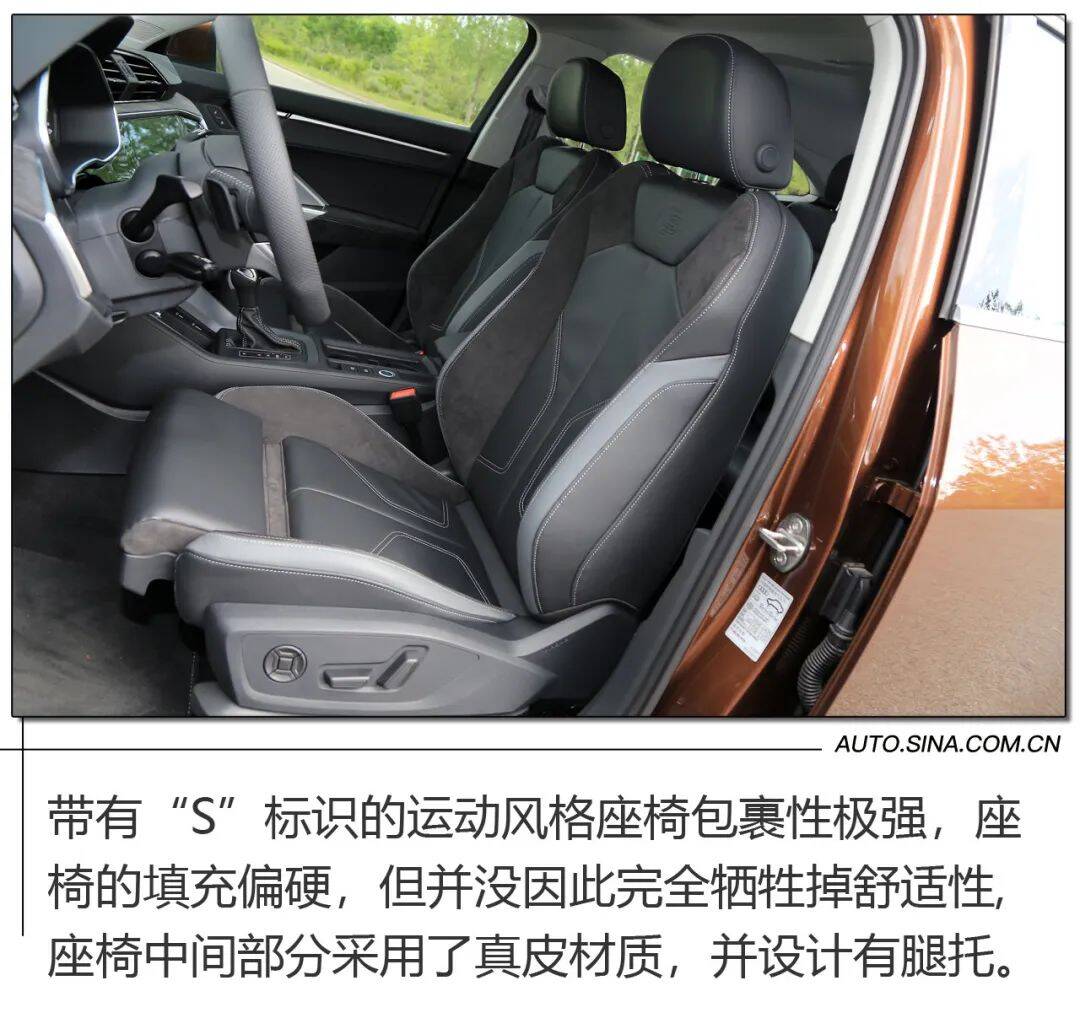 AUTO.SINA.COM.CN
带有“S”标识的运动风格座椅包裹性极强，座
椅的填充偏硬，但并没因此完全牺牲掉舒适性，
座椅中间部分采用了真皮材质，并设计有腿托。